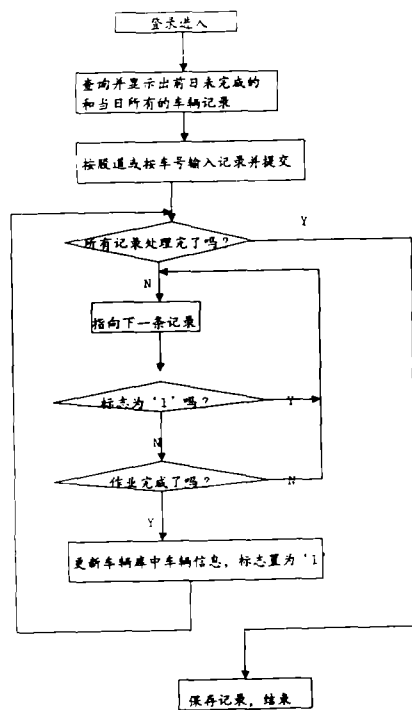 登录进入
查询并显示出前日未完成的
和当日所有的车辆记录
按股道或按车号输入记录并提交
Y
所有记录处理完了吗?
N
指向下一条记录
标志为‘1’吗?
Y
N
作业完成了吗?
N
Y
更新车辆库中车辆信息, 标志置为‘1’
保存记录, 结束